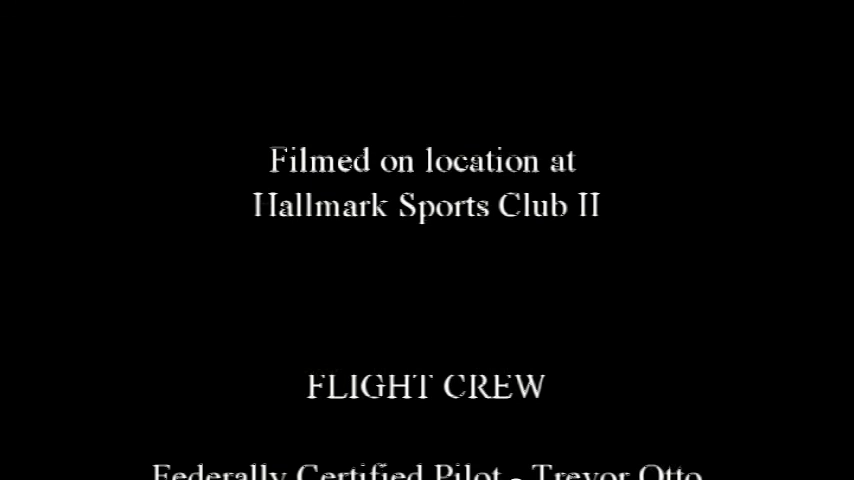 Filmed on location at
Hallmark Sports Club II
FLIGHT CREW
Federally Certified Pilot - Trevor Otto